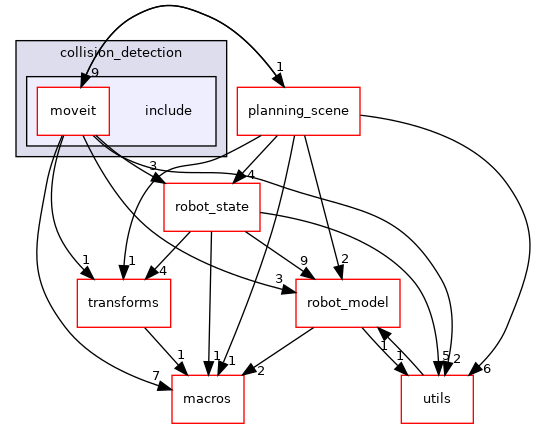 collision_detection
1
9
moveit
include
planning_scene
3
4
robot_state
1
1
4
9
2
3
transforms
robot_model
1
1
1
1
1
5
2
7
2
6
macros
utils